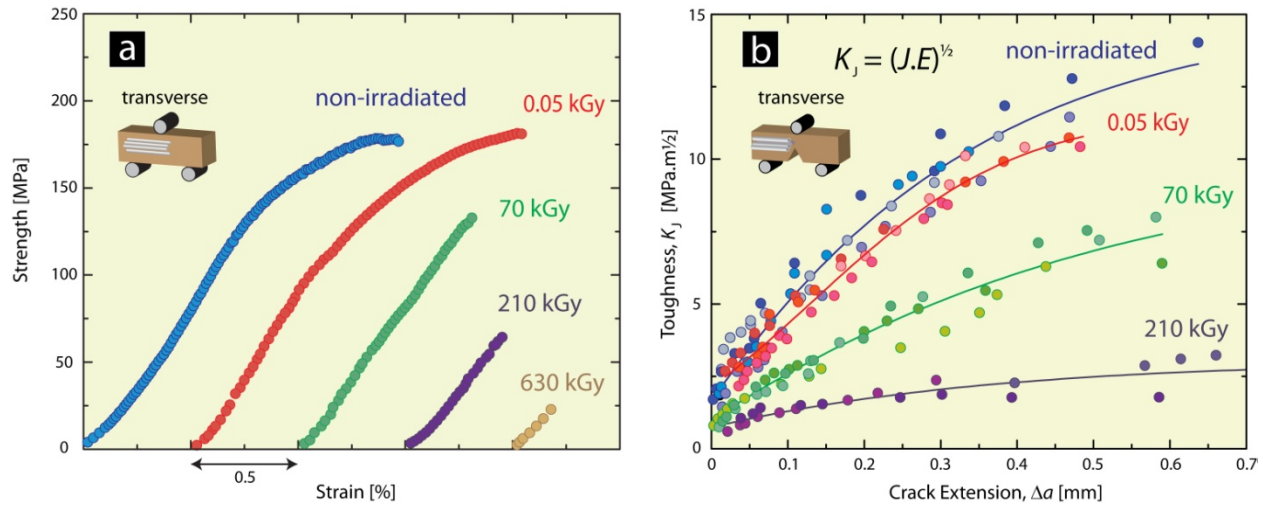 a
transverse
non-irradiated
0.05 kGy
70 kGy
210 kGy
630 kGy
250
200
150
100
50
0
Strength [MPa]
0.5
Strain [%]
b
K_J = (J.E)^½
transverse
non-irradiated
0.05 kGy
70 kGy
210 kGy
15
10
5
0
Toughness, K_J [MPa.m½]
0 0.1 0.2 0.3 0.4 0.5 0.6 0.7
Crack Extension, Δa [mm]